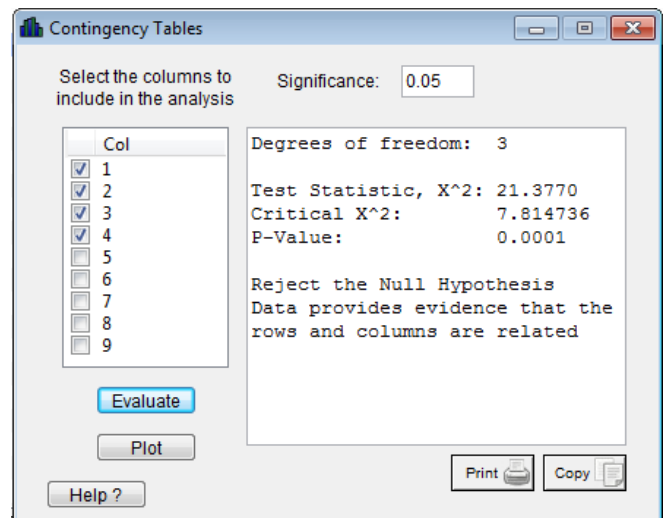 Contingency Tables
Select the columns to
include in the analysis
Significance: 0.05
Col
1
2
3
4
5
6
7
8
9
Degrees of freedom: 3
Test Statistic, X^2: 21.3770
Critical X^2: 7.814736
P-Value: 0.0001
Reject the Null Hypothesis
Data provides evidence that the
rows and columns are related
Evaluate
Plot
Print
Copy
Help ?